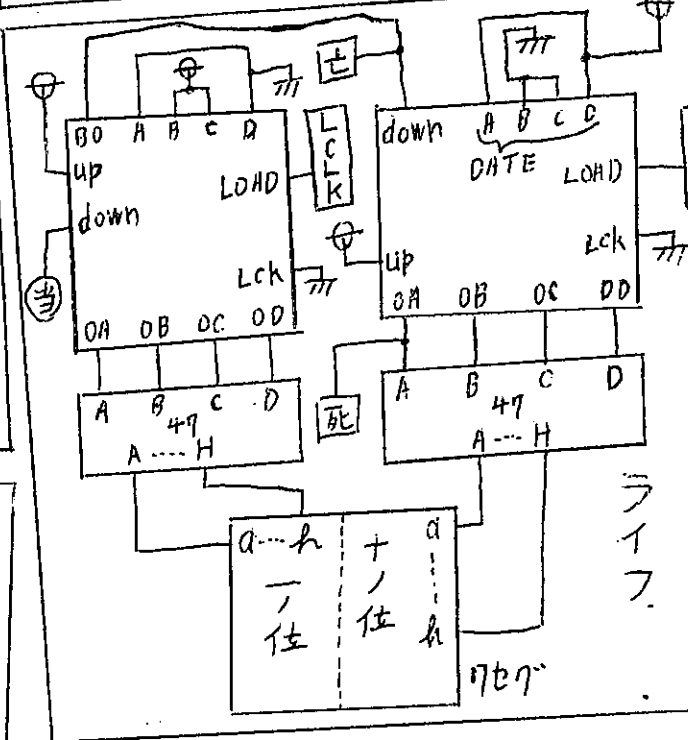 BO A B C D
up
down
LOAD
Lck
当
OA OB OC OD
A B C D
47
A ···· H
LCLK
七
down
A B C D
DATE
LOAD
Lck
up
OA OB OC OD
死
A B C D
47
A ···· H
a····h
一ノ位
十ノ位
a
h
7セグ
ライフ